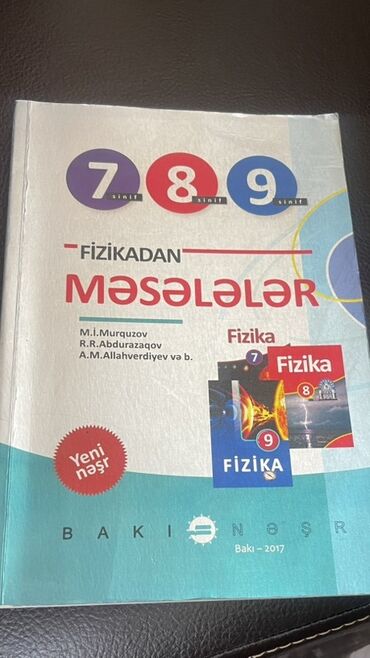 7 8 9
sinif sinif sinif
FİZİKADAN
MƏSƏLƏLƏR
M.İ.Murquzov
R.R.Abdurazaqov
A.M.Allahverdiyev və b.
Fizika
7
Fizika
8
9
FİZİKA
Yeni
nəşr
BAKI NƏŞR
Bakı – 2017